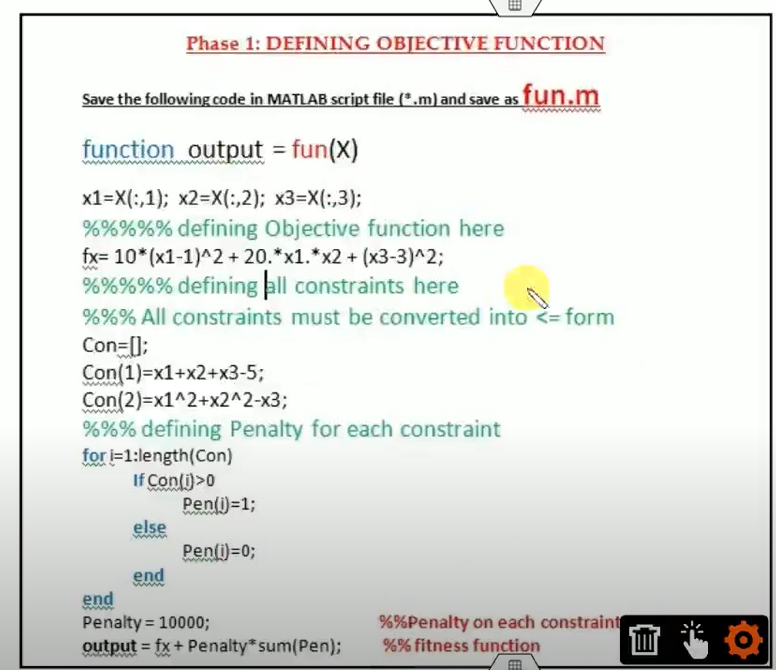 Phase 1: DEFINING OBJECTIVE FUNCTION
Save the following code in MATLAB script file (*.m) and save as fun.m
function output = fun(X)
x1=X(:,1); x2=X(:,2); x3=X(:,3);
%%%%% defining Objective function here
fx= 10*(x1-1)^2 + 20.*x1.*x2 + (x3-3)^2;
%%%%% defining all constraints here
%%% All constraints must be converted into <= form
Con=[];
Con(1)=x1+x2+x3-5;
Con(2)=x1^2+x2^2-x3;
%%% defining Penalty for each constraint
for i=1:length(Con)
If Con(i)>0
Pen(i)=1;
else
Pen(i)=0;
end
end
Penalty = 10000; %%Penalty on each constraint
output = fx + Penalty*sum(Pen); %% fitness function